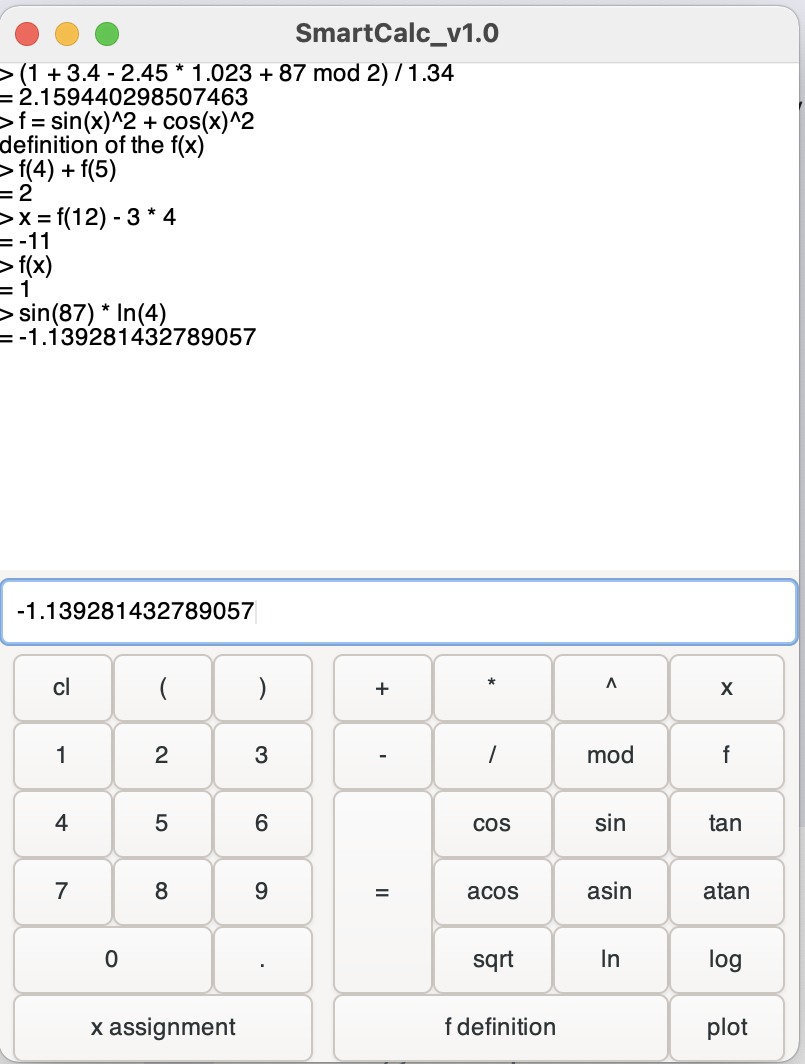 SmartCalc_v1.0
> (1 + 3.4 - 2.45 * 1.023 + 87 mod 2) / 1.34
= 2.159440298507463
> f = sin(x)^2 + cos(x)^2
definition of the f(x)
> f(4) + f(5)
= 2
> x = f(12) - 3 * 4
= -11
> f(x)
= 1
> sin(87) * ln(4)
= -1.139281432789057
-1.139281432789057
cl ( ) + * ^ x
1 2 3 - / mod f
4 5 6 cos sin tan
7 8 9 = acos asin atan
0 . sqrt ln log
x assignment f definition plot